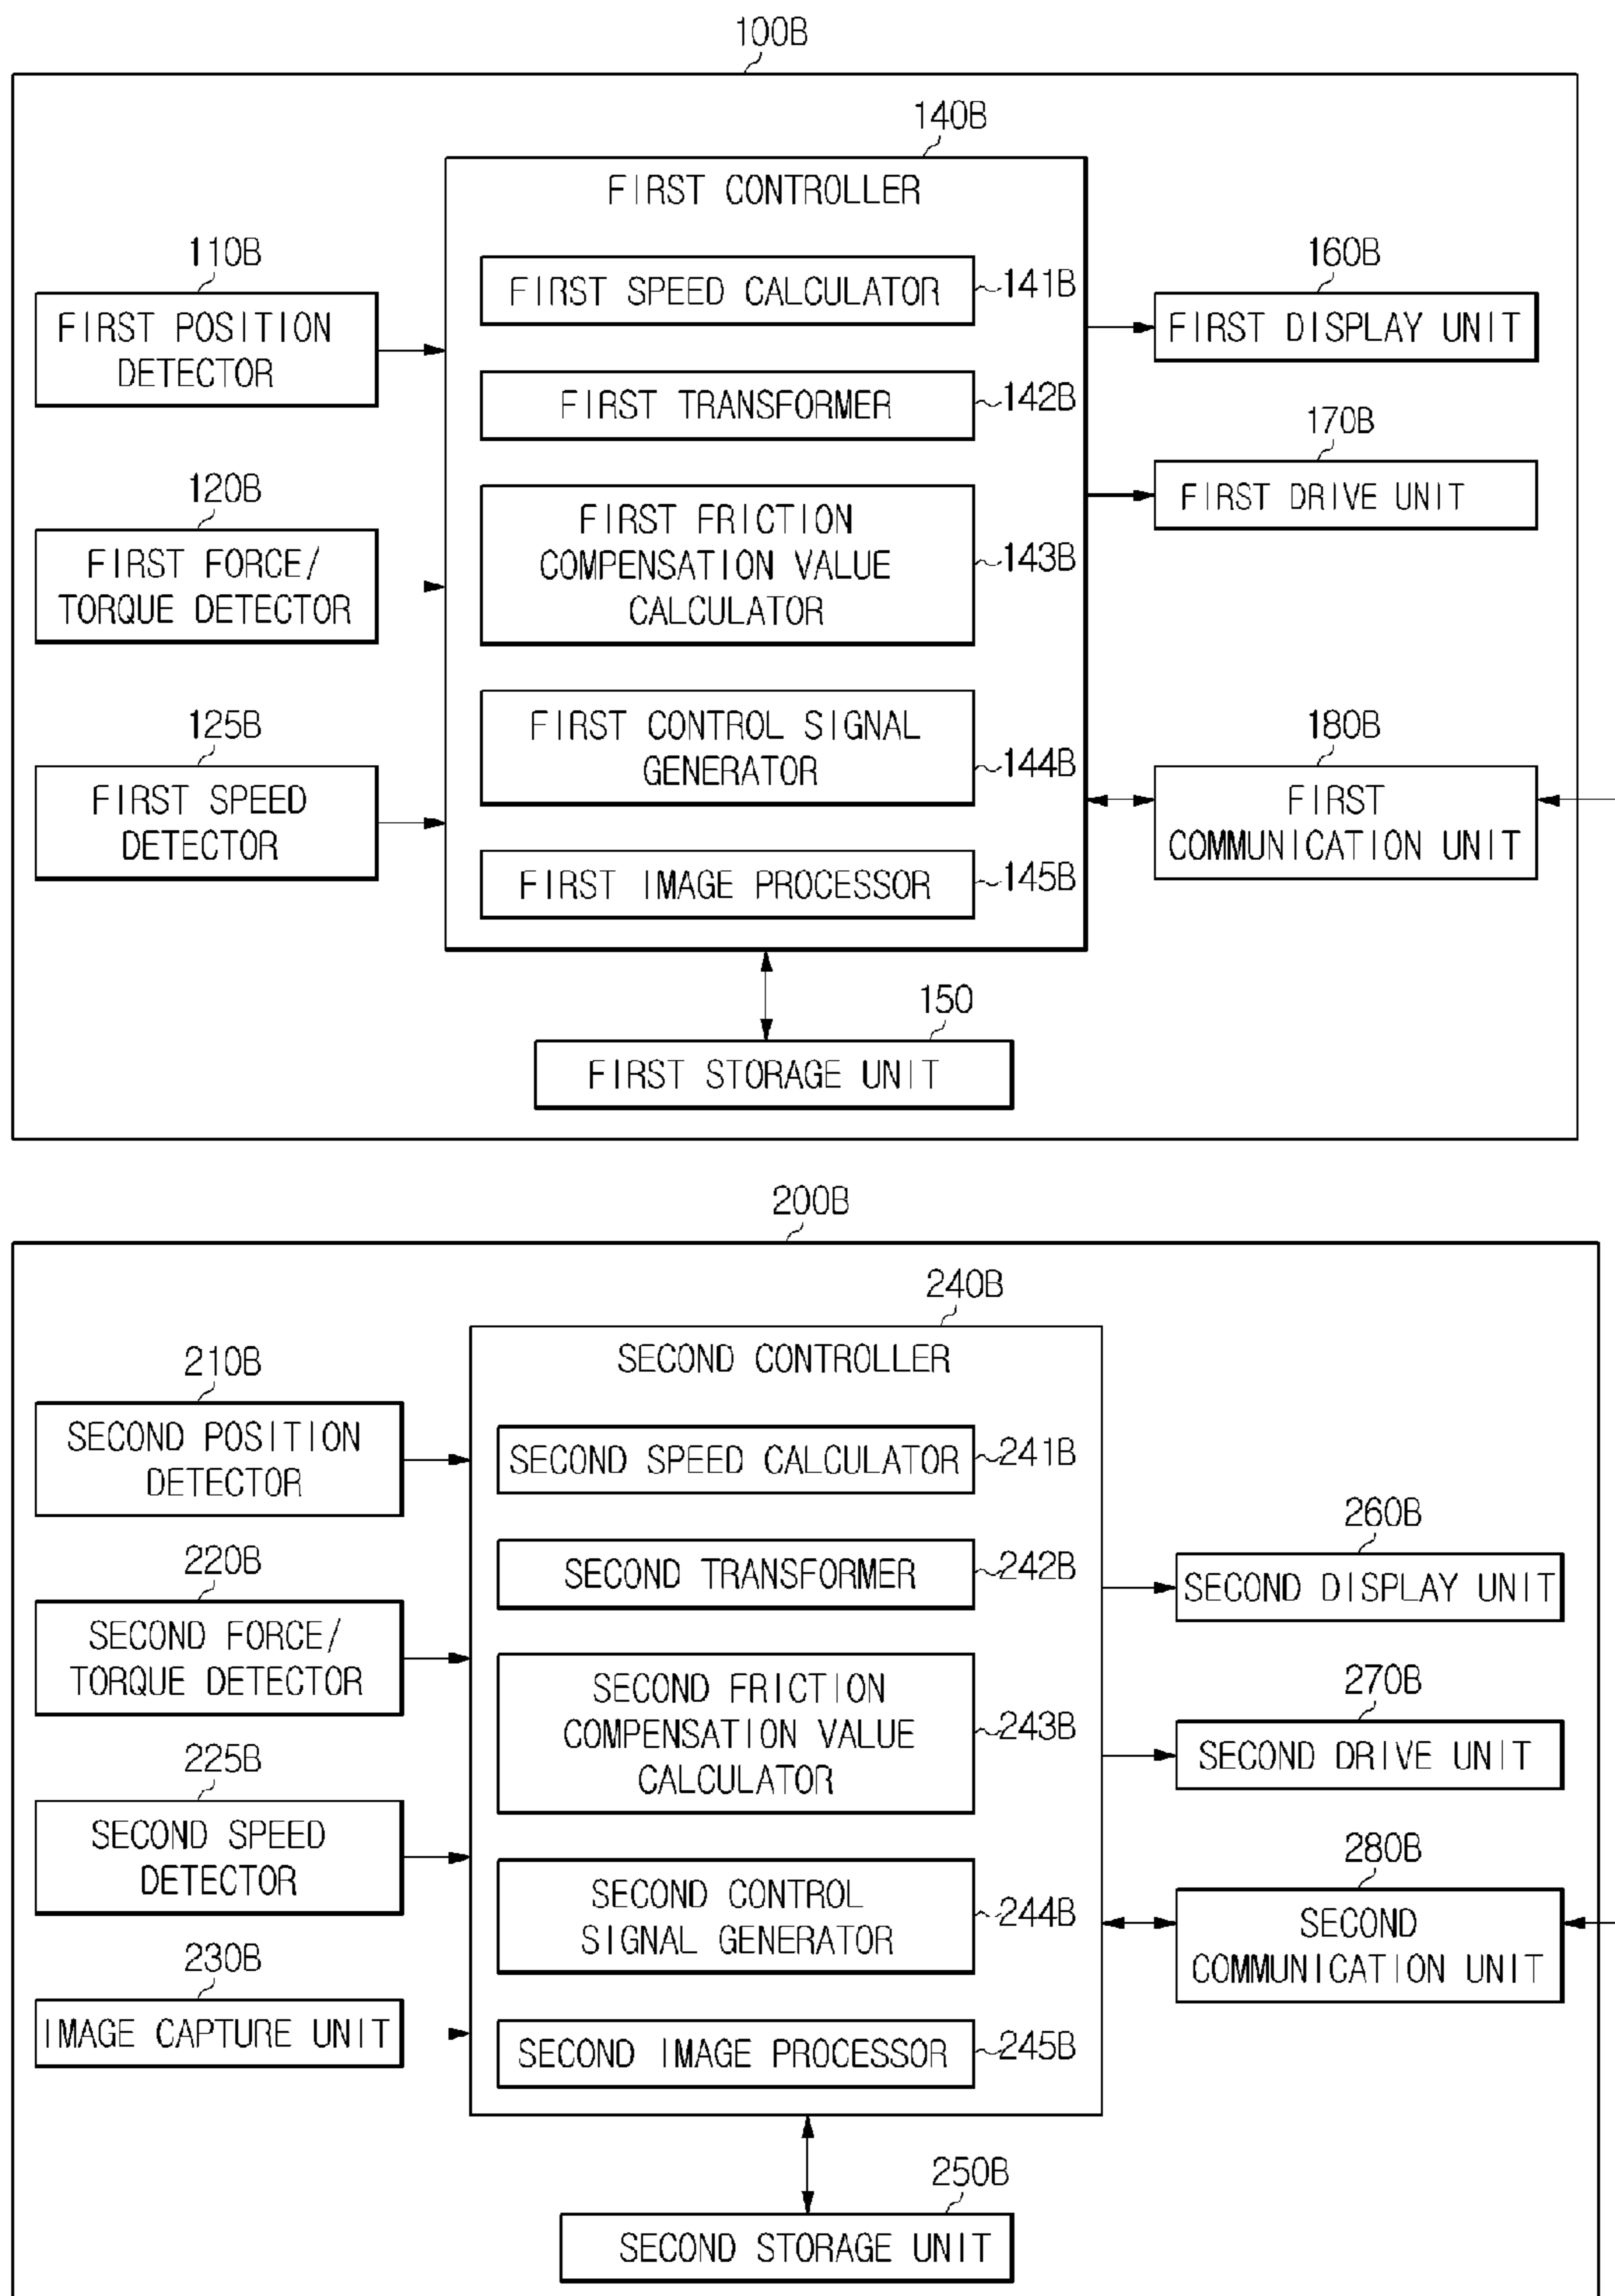 100B
140B
FIRST CONTROLLER
110B
FIRST POSITION
DETECTOR
120B
FIRST FORCE/
TORQUE DETECTOR
125B
FIRST SPEED
DETECTOR
FIRST SPEED CALCULATOR
141B
FIRST TRANSFORMER
142B
FIRST FRICTION
COMPENSATION VALUE
CALCULATOR
143B
FIRST CONTROL SIGNAL
GENERATOR
144B
FIRST IMAGE PROCESSOR
145B
160B
FIRST DISPLAY UNIT
170B
FIRST DRIVE UNIT
180B
FIRST
COMMUNICATION UNIT
150
FIRST STORAGE UNIT
200B
240B
SECOND CONTROLLER
210B
SECOND POSITION
DETECTOR
220B
SECOND FORCE/
TORQUE DETECTOR
225B
SECOND SPEED
DETECTOR
230B
IMAGE CAPTURE UNIT
SECOND SPEED CALCULATOR
241B
SECOND TRANSFORMER
242B
SECOND FRICTION
COMPENSATION VALUE
CALCULATOR
243B
SECOND CONTROL
SIGNAL GENERATOR
244B
SECOND IMAGE PROCESSOR
245B
260B
SECOND DISPLAY UNIT
270B
SECOND DRIVE UNIT
280B
SECOND
COMMUNICATION UNIT
250B
SECOND STORAGE UNIT